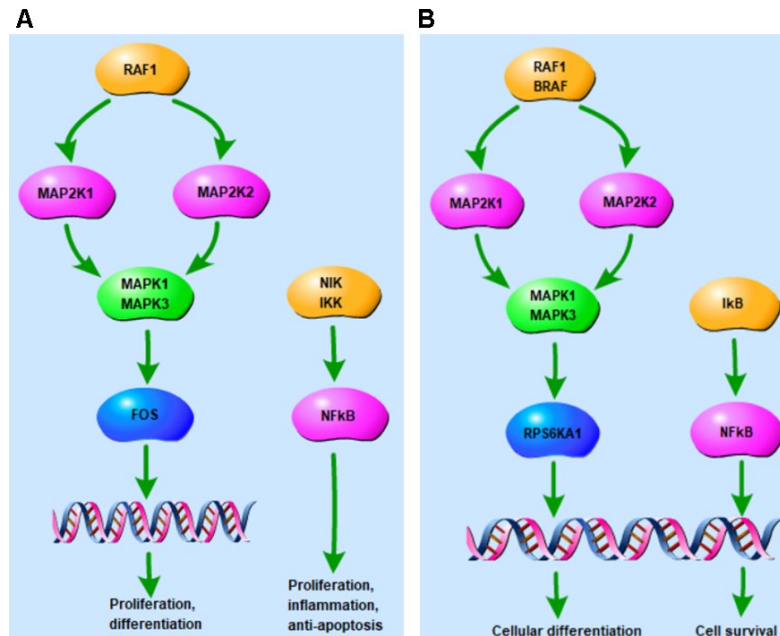 A
RAF1
MAP2K1
MAP2K2
MAPK1
MAPK3
NIK
IKK
FOS
NFkB
Proliferation,
differentiation
Proliferation,
inflammation,
anti-apoptosis
B
RAF1
BRAF
MAP2K1
MAP2K2
MAPK1
MAPK3
IkB
RPS6KA1
NFkB
Cellular differentiation
Cell survival